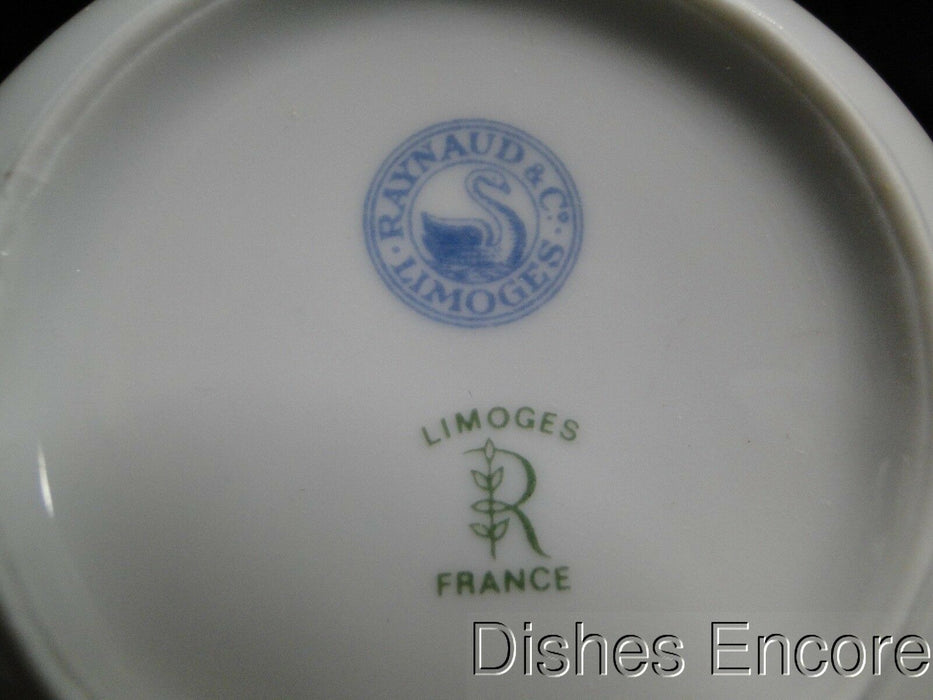 RAYNAUD & Co.
· LIMOGES ·
LIMOGES
R
FRANCE
Dishes Encore